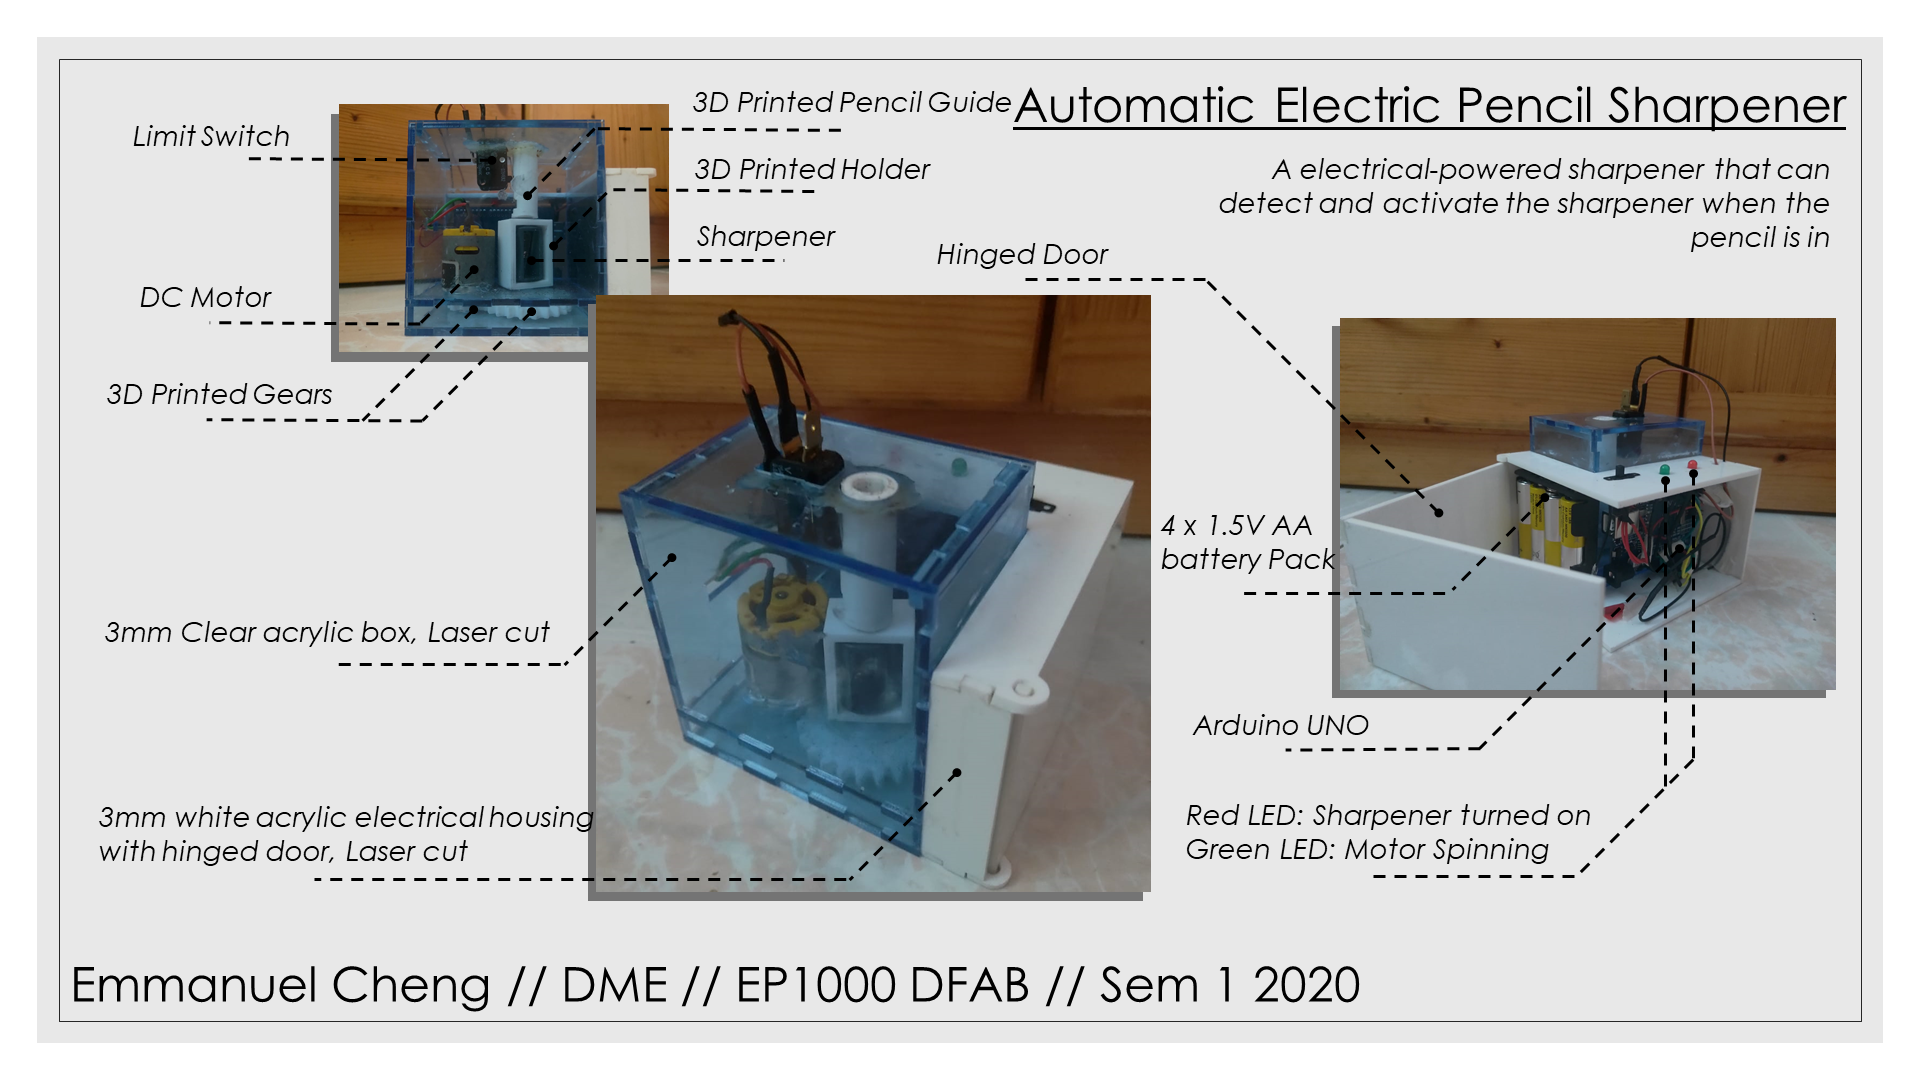 Automatic Electric Pencil Sharpener
A electrical-powered sharpener that can
detect and activate the sharpener when the
pencil is in
Limit Switch
3D Printed Pencil Guide
3D Printed Holder
Sharpener
Hinged Door
DC Motor
3D Printed Gears
4 x 1.5V AA
battery Pack
3mm Clear acrylic box, Laser cut
Arduino UNO
3mm white acrylic electrical housing
with hinged door, Laser cut
Red LED: Sharpener turned on
Green LED: Motor Spinning
Emmanuel Cheng // DME // EP1000 DFAB // Sem 1 2020